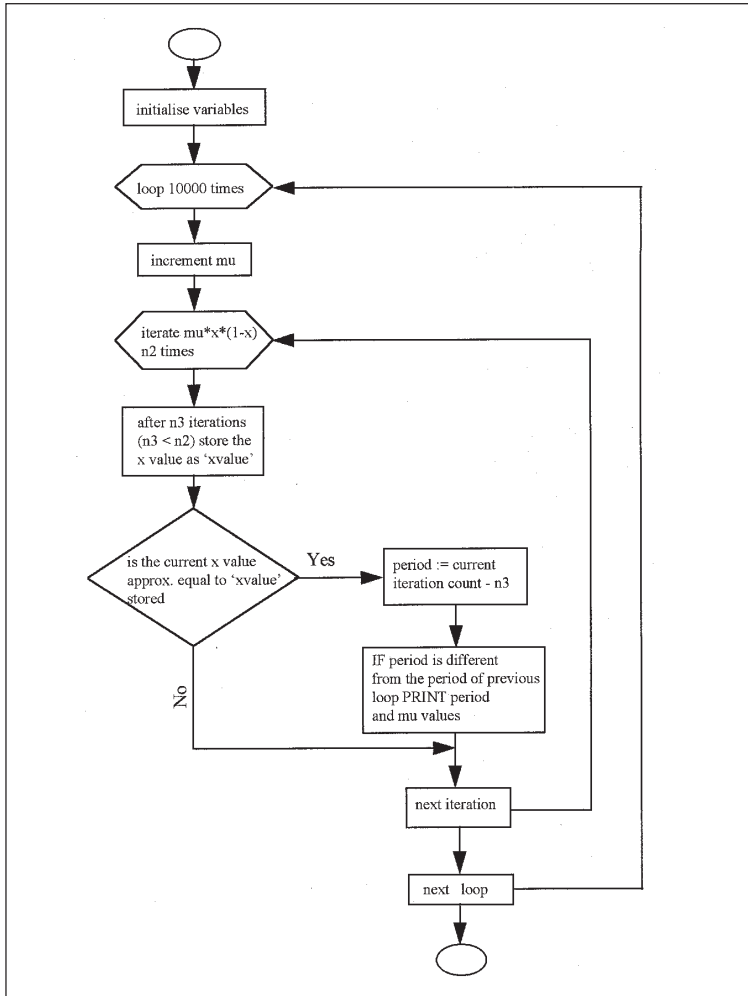 initialise variables
loop 10000 times
increment mu
iterate mu*x*(1-x)
n2 times
after n3 iterations
(n3 < n2) store the
x value as ‘xvalue’
is the current x value
approx. equal to ‘xvalue’
stored
Yes
period := current
iteration count - n3
IF period is different
from the period of previous
loop PRINT period
and mu values
No
next iteration
next loop